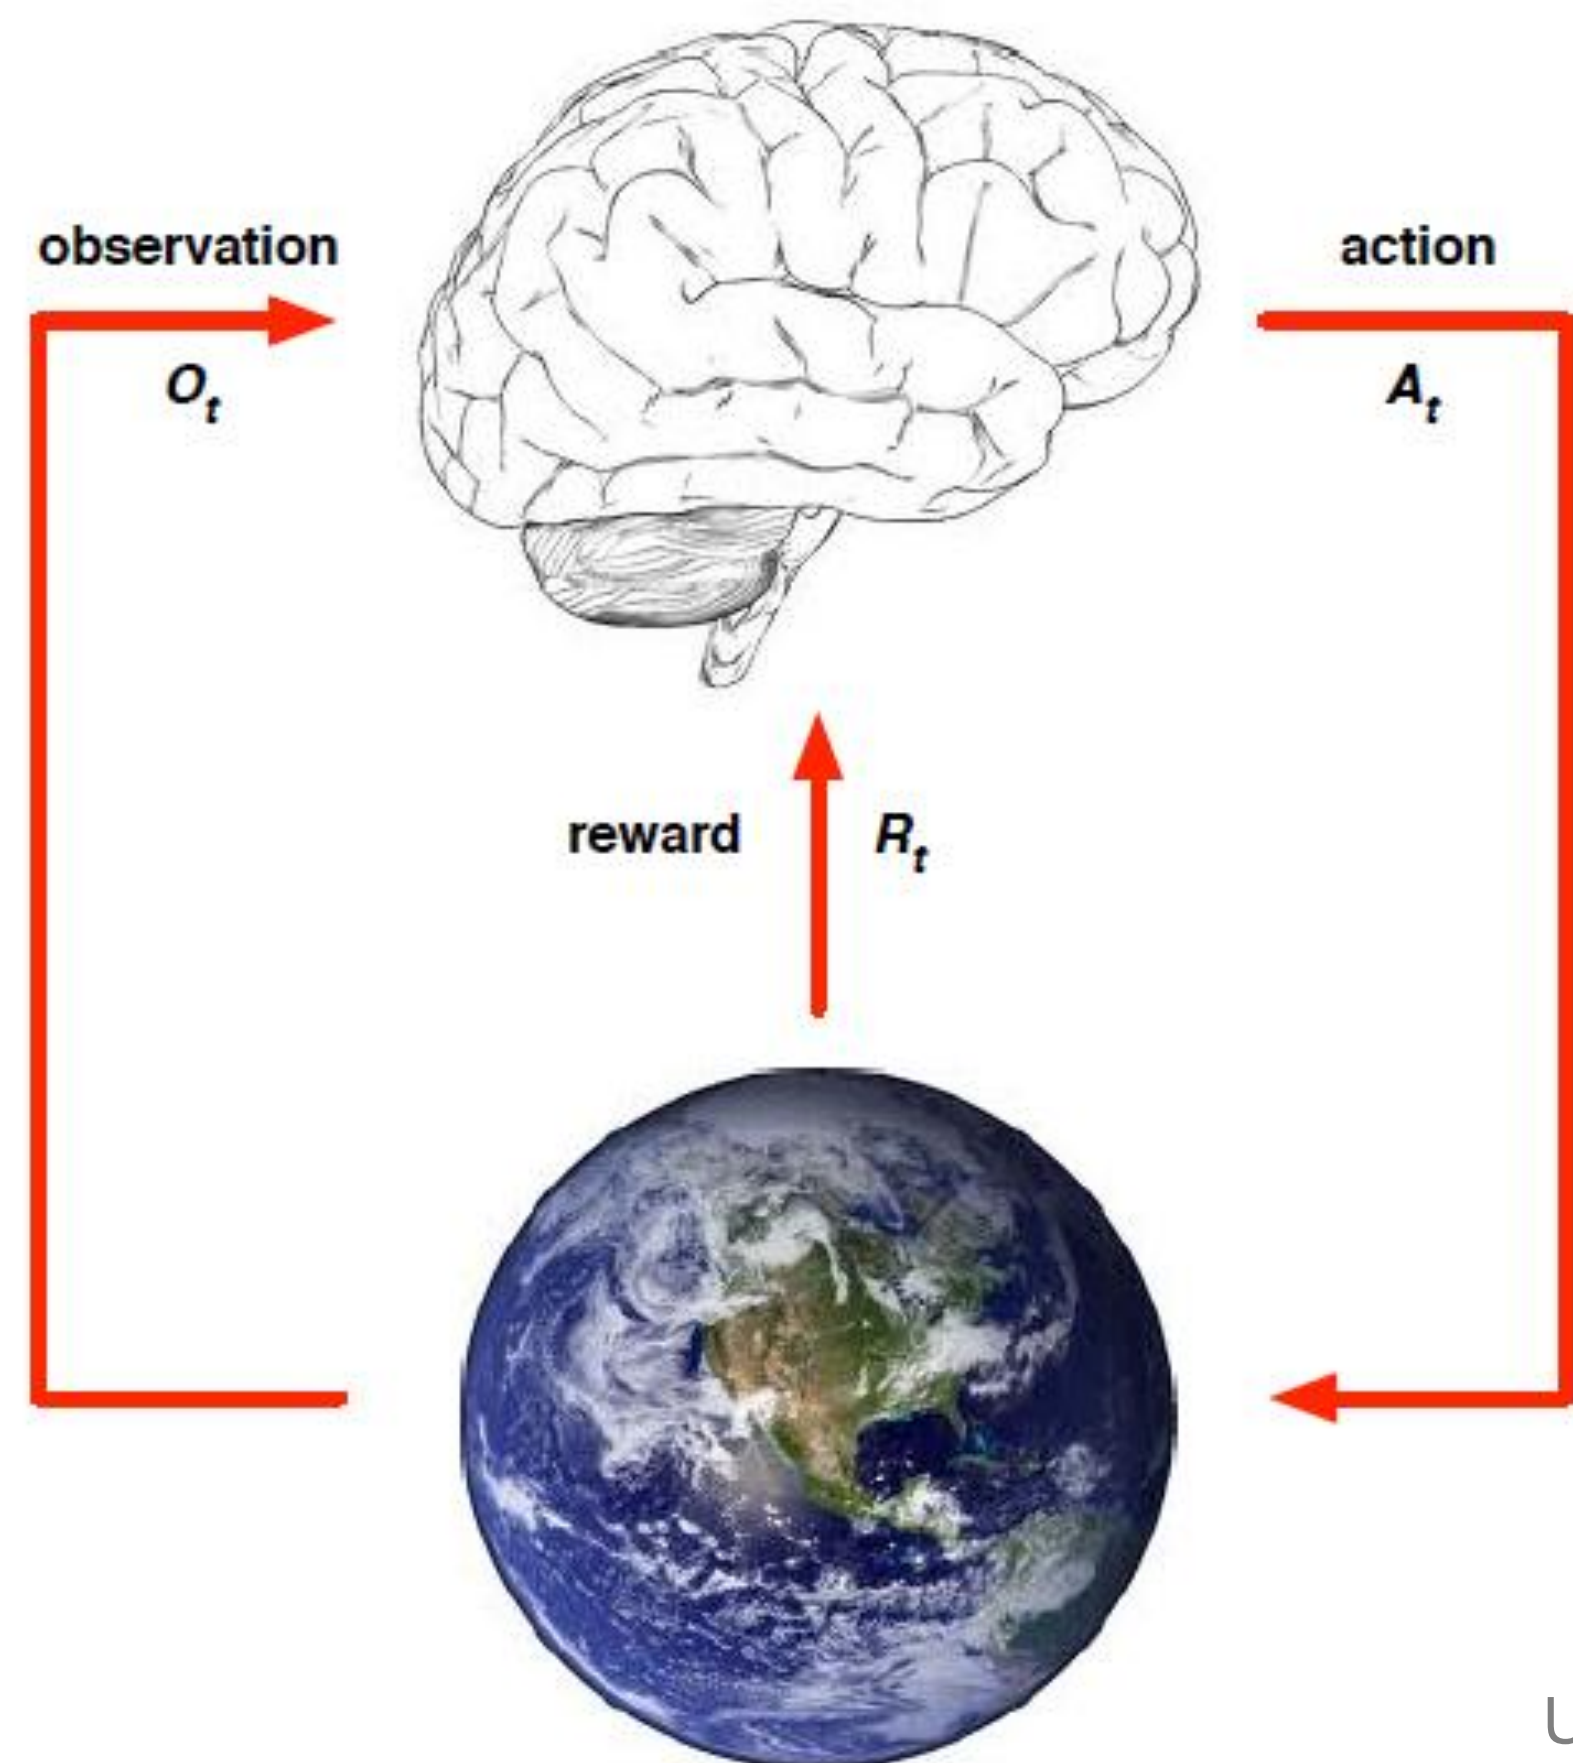 observation
O_t
action
A_t
reward R_t
U